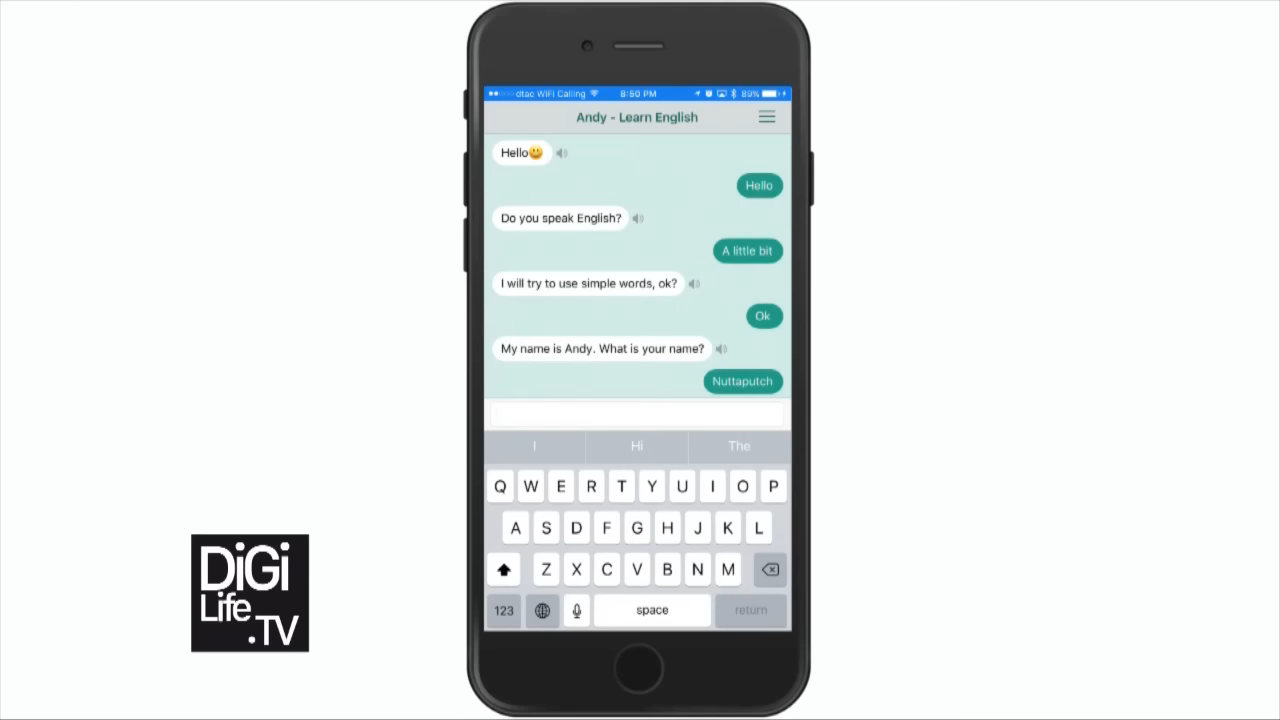 dtac WiFi Calling 8:50 PM 89%
Andy - Learn English
Hello😃
Hello
Do you speak English?
A little bit
I will try to use simple words, ok?
Ok
My name is Andy. What is your name?
Nuttaputch
I Hi The
Q W E R T Y U I O P
A S D F G H J K L
Z X C V B N M
123 space return
DiGi
Life
.TV